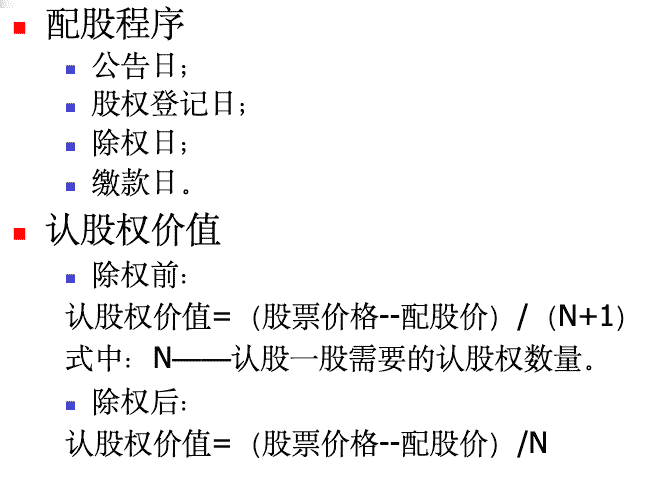 配股程序
公告日；
股权登记日；
除权日；
缴款日。
认股权价值
除权前：
认股权价值=（股票价格--配股价）/（N+1）
式中：N——认股一股需要的认股权数量。
除权后：
认股权价值=（股票价格--配股价）/N